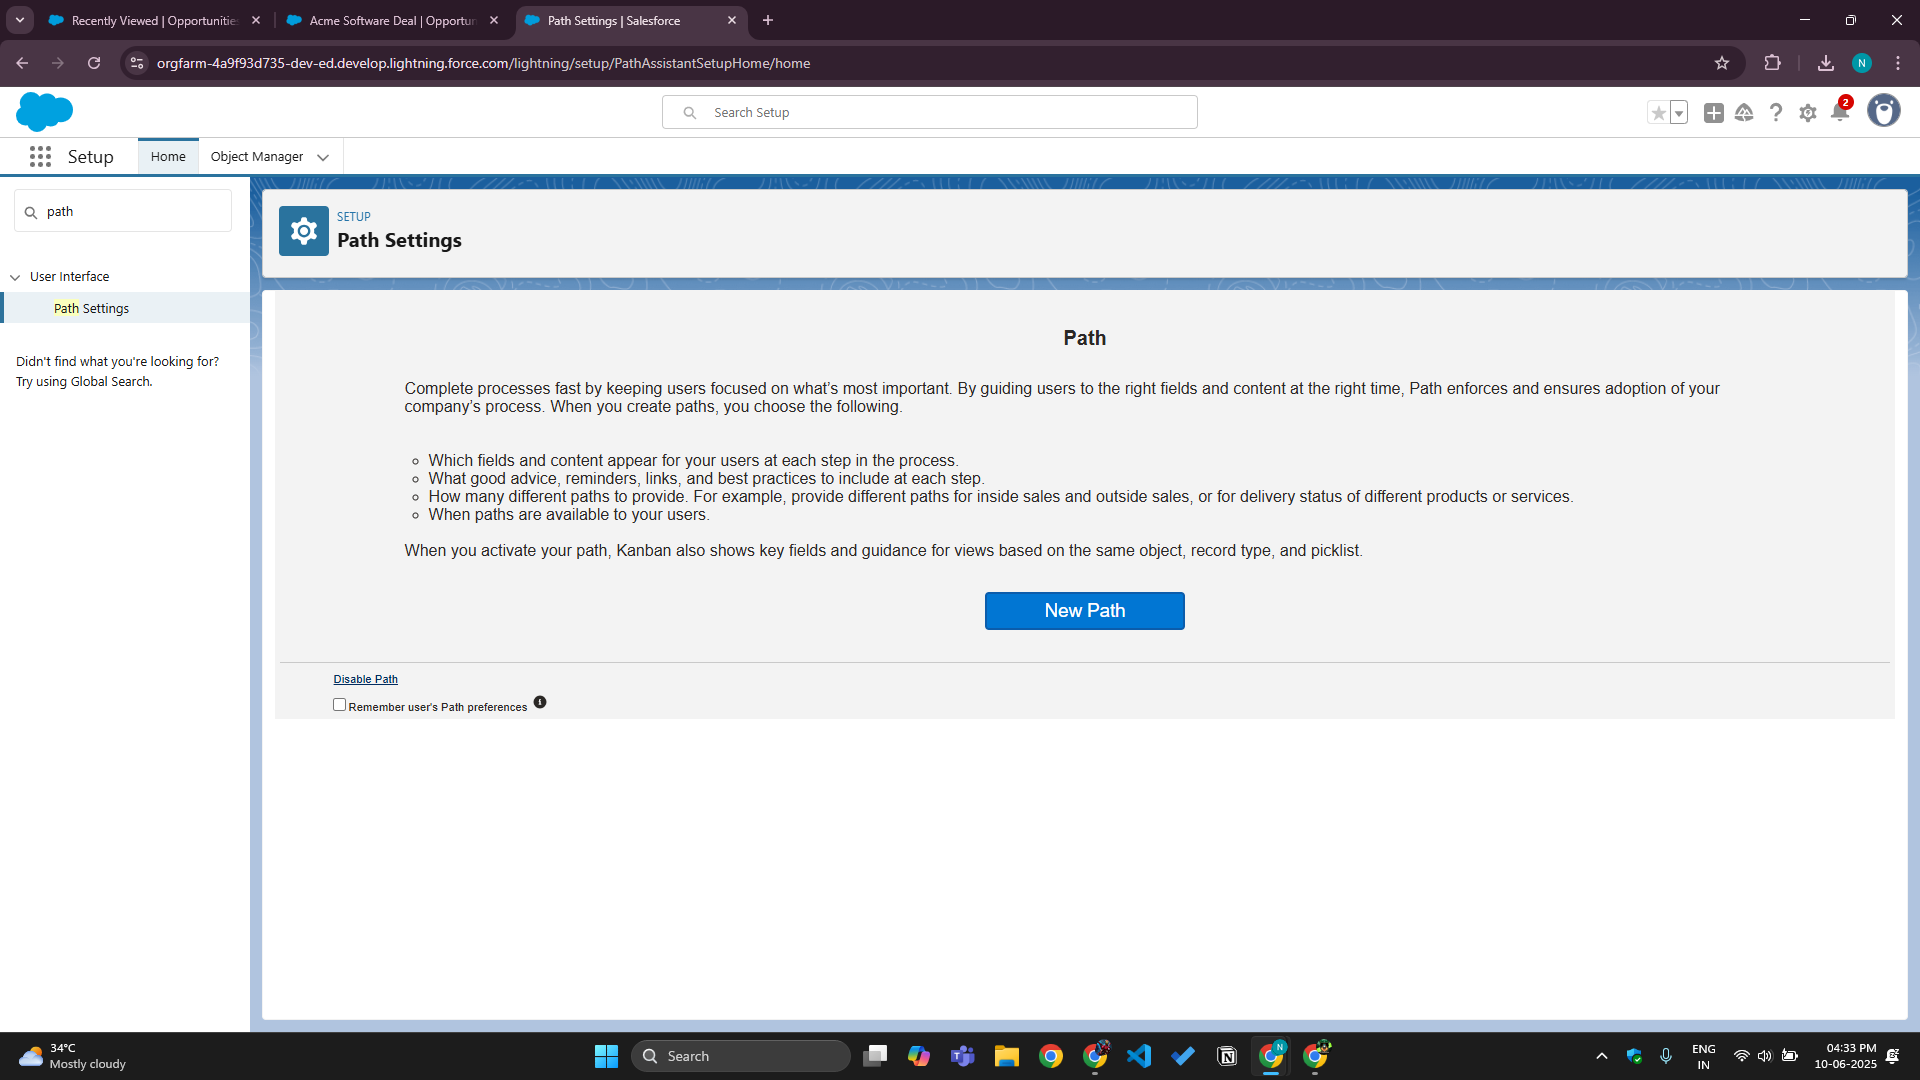 Recently Viewed | Opportunities
Acme Software Deal | Opportun
Path Settings | Salesforce
orgfarm-4a9f93d735-dev-ed.develop.lightning.force.com/lightning/setup/PathAssistantSetupHome/home
N
Search Setup
2
Setup
Home
Object Manager
path
User Interface
Path Settings
Didn't find what you're looking for?
Try using Global Search.
SETUP
Path Settings
Path
Complete processes fast by keeping users focused on what’s most important. By guiding users to the right fields and content at the right time, Path enforces and ensures adoption of your
company’s process. When you create paths, you choose the following.
Which fields and content appear for your users at each step in the process.
What good advice, reminders, links, and best practices to include at each step.
How many different paths to provide. For example, provide different paths for inside sales and outside sales, or for delivery status of different products or services.
When paths are available to your users.
When you activate your path, Kanban also shows key fields and guidance for views based on the same object, record type, and picklist.
New Path
Disable Path
Remember user's Path preferences
34°C
Mostly cloudy
Search
N
ENG
IN
04:33 PM
10-06-2025